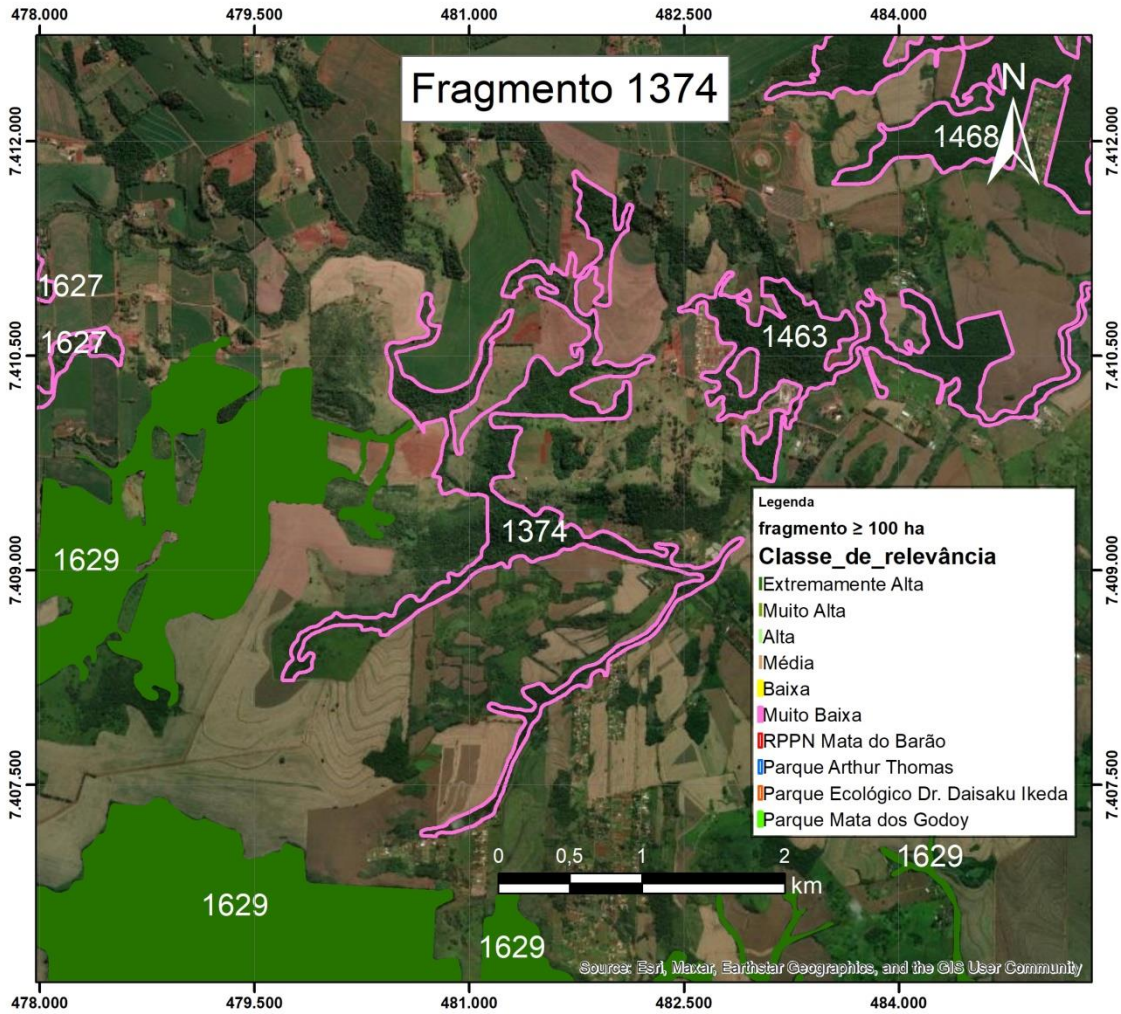 478.000 479.500 481.000 482.500 484.000
Fragmento 1374
N
7.412.000 1468 7.412.000
1627
1627
7.410.500 1463 7.410.500
1374
1629
7.409.000 7.409.000
Legenda
fragmento ≥ 100 ha
Classe_de_relevância
Extremamente Alta
Muito Alta
Alta
Média
Baixa
Muito Baixa
RPPN Mata do Barão
Parque Arthur Thomas
Parque Ecológico Dr. Daisaku Ikeda
Parque Mata dos Godoy
7.407.500 7.407.500
0 0,5 1 2
km
1629
1629
1629
Source: Esri, Maxar, Earthstar Geographics, and the GIS User Community
478.000 479.500 481.000 482.500 484.000